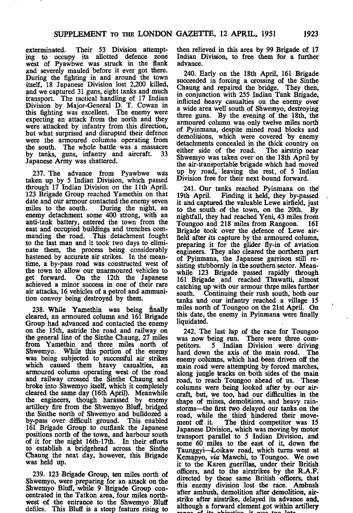 SUPPLEMENT TO THE LONDON GAZETTE, 12 APRIL, 1951 1923
exterminated. Their 53 Division attempt-
ing to occupy its allotted defensive zone
west of Pyawbwe was struck in the flank
and severely mauled before it ever got there.
During the fighting in and around the town
itself, 18 Japanese Division lost 2,200 killed,
and we captured 31 guns, eight tanks and much
transport. The tactical handling of 17 Indian
Division by Major-General D. T. Cowan in
this fighting was excellent. The enemy were
expecting an attack from the north and they
were attacked by infantry from this direction,
but what surprised and disrupted their defence
were the armoured columns operating from
the south. The whole battle was a massacre
by tanks, guns, infantry and aircraft. 33
Japanese Army was shattered.
237. The advance from Pyawbwe was
taken up by 5 Indian Division, which passed
through 17 Indian Division on the 11th April.
123 Brigade Group reached Yamethin on that
date and our armour contacted the enemy seven
miles to the south. During the night, an
enemy detachment some 400 strong, with an
anti-tank battery, entered the town from the
east and occupied buildings and trenches com-
manding the road. This detachment fought
to the last man and it took two days to elimi-
nate them, the process being considerably
hastened by accurate air strikes. In the mean-
time, a by-pass road was constructed west of
the town to allow our unarmoured vehicles to
get forward. On the 12th the Japanese
achieved a minor success in one of their rare
air attacks, 16 vehicles of a petrol and ammuni-
tion convoy being destroyed by them.
238. While Yamethin was being finally
cleared, an armoured column and 161 Brigade
Group had advanced and contacted the enemy
on the 15th, astride the road and railway on
the general line of the Sinthe Chaung, 27 miles
from Yamethin and three miles north of
Shwemyo. While this portion of the enemy
was being subjected to successful air strikes
which caused them heavy casualties, an
armoured column operating west of the road
and railway crossed the Sinthe Chaung and
broke into Shwemyo itself, which it completely
cleared the same day (16th April). Meanwhile
the engineers, though harassed by enemy
artillery fire from the Shwemyo Bluff, bridged
the Sinthe north of Shwemyo and bulldozed a
by-pass over difficult ground. This enabled
161 Brigade Group to outflank the Japanese
positions north of the town, and harbour south
of it for the night 16th-17th. In their efforts
to establish a bridgehead across the Sinthe
Chaung the next day, however, this Brigade
was held up.
239. 123 Brigade Group, ten miles north of
Shwemyo, were preparing for an attack on the
Shwemyo Bluff, while 9 Brigade Group con-
centrated in the Tatkon area, four miles north-
west of the entrance to the Shwemyo Bluff
defiles. This Bluff is a steep feature rising to
then relieved in this area by 99 Brigade of 17
Indian Division, to free them for a further
advance.
240. Early on the 18th April, 161 Brigade
succeeded in forcing a crossing of the Sinthe
Chaung and repaired the bridge. They then,
in conjunction with 255 Indian Tank Brigade,
inflicted heavy casualties on the enemy over
a wide area well south of Shwemyo, destroying
three guns. By the evening of the 18th, the
armoured column was only twelve miles north
of Pyinmana, despite mined road blocks and
demolitions, which were covered by enemy
detachments concealed in the thick country on
either side of the road. The airstrip near
Shwemyo was taken over on the 18th April by
the air-transportable brigade which had moved
up by road, leaving the rest of 5 Indian
Division free for their next bound forward.
241. Our tanks reached Pyinmana on the
19th April. Finding it held, they by-passed
it and captured the valuable Lewe airfield, just
to the south of the town, on the 20th. By
nightfall, they had reached Yeni, 43 miles from
Toungoo and 218 miles from Rangoon. 161
Brigade took over the defence of Lewe air-
field after its capture by the armoured column,
preparing it for the glider fly-in of aviation
engineers. They also cleared the northern part
of Pyinmana, the Japanese garrison still re-
sisting stubbornly in the southern sector. Mean-
while 123 Brigade passed rapidly through
161 Brigade and reached Thawatti, almost
catching up with our armour three miles further
south. Continuing their rush south, both our
tanks and our infantry reached a village 15
miles north of Toungoo on the 21st April. On
this date, the enemy in Pyinmana were finally
liquidated.
242. The last lap of the race for Toungoo
was now being run. There were three com-
petitors. 5 Indian Division were driving
hard down the axis of the main road. The
enemy columns, which had been driven off the
main road were attempting by forced marches,
along jungle tracks on both sides of the main
road, to reach Toungoo ahead of us. These
columns were being looked after by our air-
craft, but we, too, had our difficulties in the
shape of mines, demolitions, and heavy rain-
storms—the first two delayed our tanks on the
road, while the third hindered their move-
ment off it. The third competitor was 15
Japanese Division, which was moving by motor
transport parallel to 5 Indian Division, and
some 60 miles to the east of it, down the
Taunggyi—Loikaw road, which turns west at
Kemapyu, via Mawchi, to Toungoo. We owe
it to the Karen guerillas, under their British
officers, and to the airstrikes by the R.A.F.
directed by these same British officers, that
this enemy division lost the race. Ambush
after ambush, demolition after demolition, air-
strike after airstrike, delayed its advance and,
although a forward element got within artillery